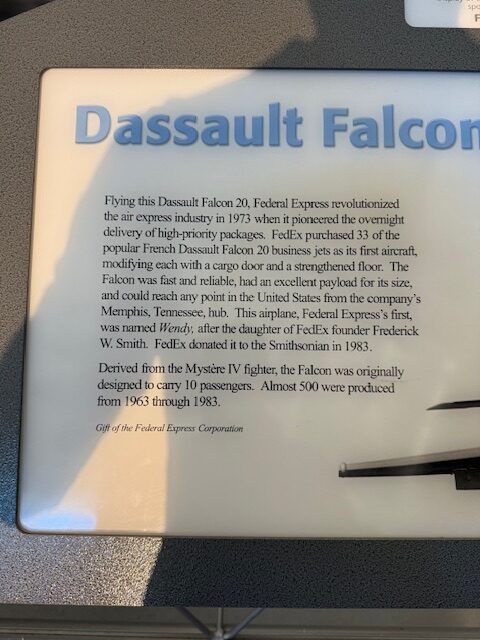 Dassault Falcon
Flying this Dassault Falcon 20, Federal Express revolutionized
the air express industry in 1973 when it pioneered the overnight
delivery of high-priority packages.  FedEx purchased 33 of the
popular French Dassault Falcon 20 business jets as its first aircraft,
modifying each with a cargo door and a strengthened floor.  The
Falcon was fast and reliable, had an excellent payload for its size,
and could reach any point in the United States from the company's
Memphis, Tennessee, hub.  This airplane, Federal Express's first,
was named Wendy, after the daughter of FedEx founder Frederick
W. Smith.  FedEx donated it to the Smithsonian in 1983.
Derived from the Mystère IV fighter, the Falcon was originally
designed to carry 10 passengers.  Almost 500 were produced
from 1963 through 1983.
Gift of the Federal Express Corporation